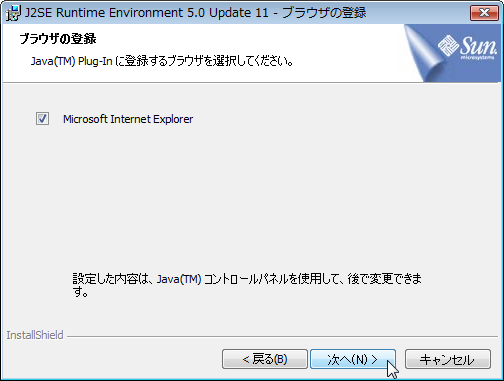 J2SE Runtime Environment 5.0 Update 11 - ブラウザの登録
ブラウザの登録
Java(TM) Plug-In に登録するブラウザを選択してください。
Sun
microsystems
Microsoft Internet Explorer
設定した内容は、Java(TM) コントロールパネルを使用して、後で変更できま
す。
InstallShield
< 戻る(B)
次へ(N) >
キャンセル